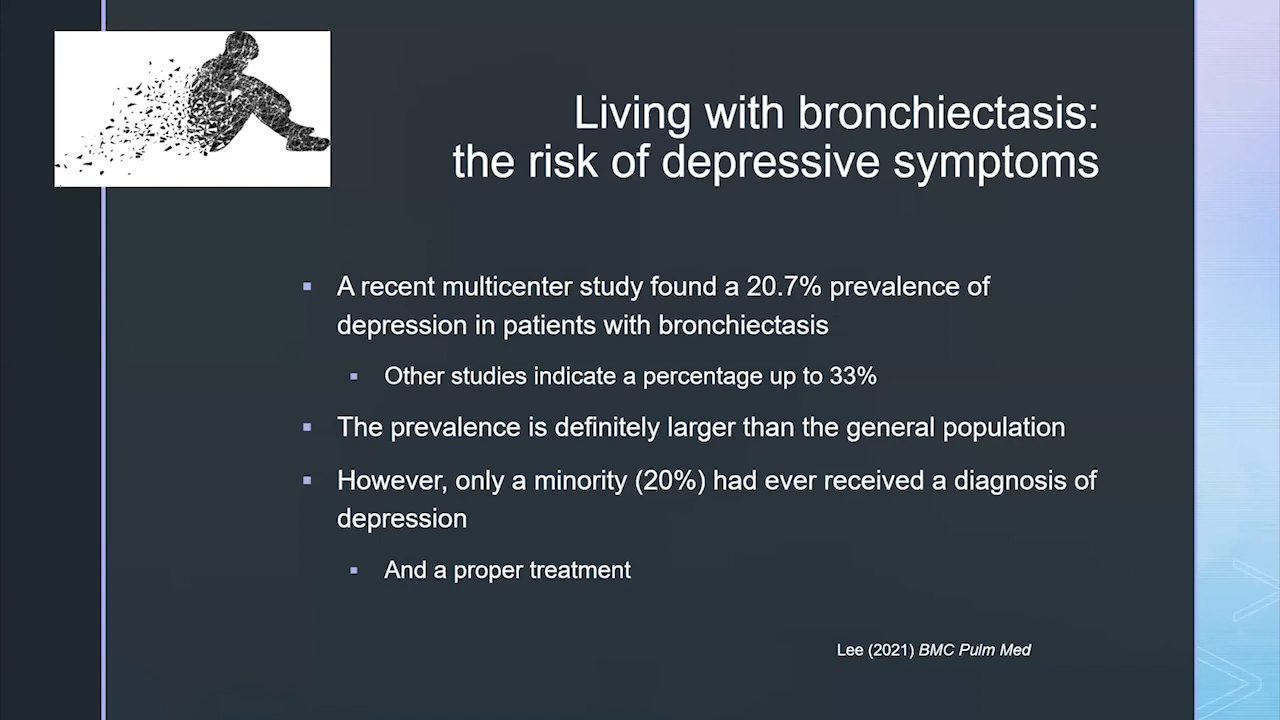 Living with bronchiectasis:
the risk of depressive symptoms
A recent multicenter study found a 20.7% prevalence of
depression in patients with bronchiectasis
Other studies indicate a percentage up to 33%
The prevalence is definitely larger than the general population
However, only a minority (20%) had ever received a diagnosis of
depression
And a proper treatment
Lee (2021) BMC Pulm Med